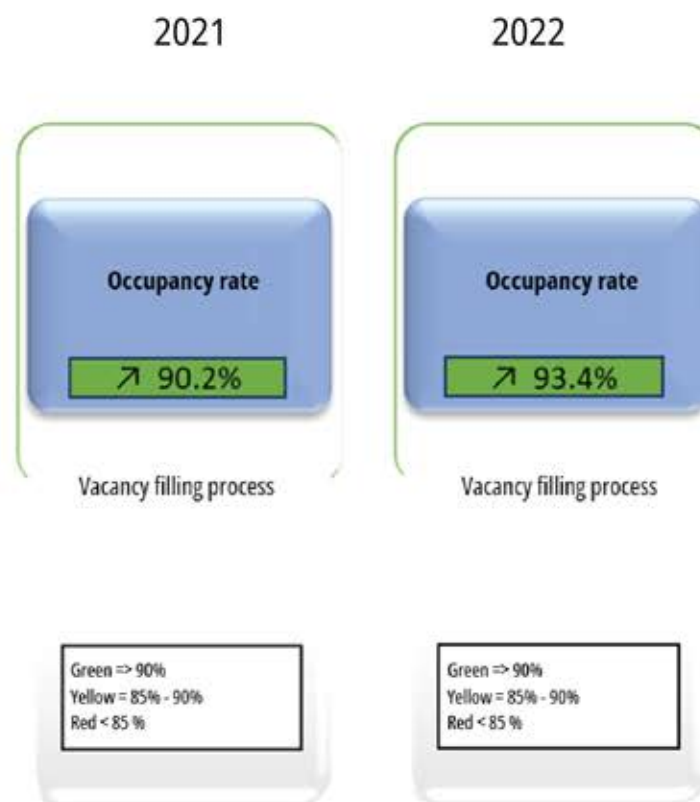 2021
2022
Occupancy rate
↗ 90.2%
Occupancy rate
↗ 93.4%
Vacancy filling process
Vacancy filling process
Green => 90%
Yellow = 85% - 90%
Red < 85 %
Green => 90%
Yellow = 85% - 90%
Red < 85 %